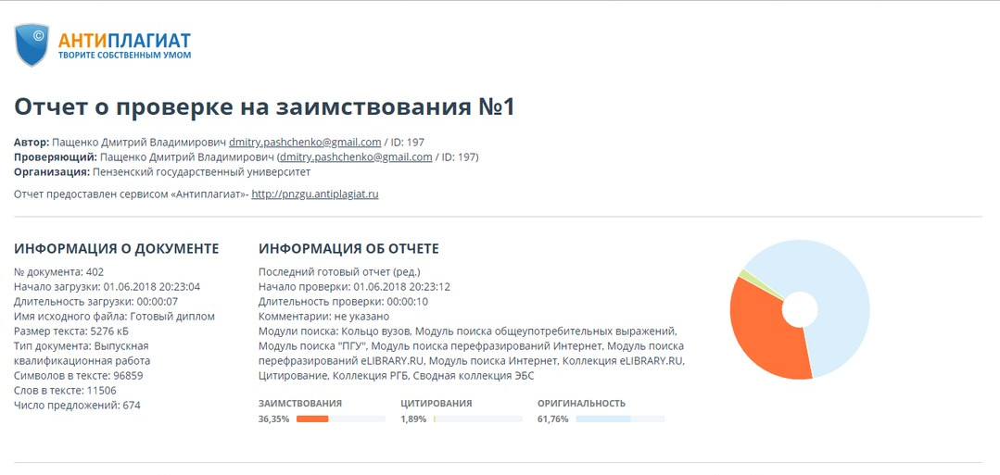 ©
АНТИПЛАГИАТ
ТВОРИТЕ СОБСТВЕННЫМ УМОМ
Отчет о проверке на заимствования №1
Автор: Пащенко Дмитрий Владимирович dmitry.pashchenko@gmail.com / ID: 197
Проверяющий: Пащенко Дмитрий Владимирович (dmitry.pashchenko@gmail.com / ID: 197)
Организация: Пензенский государственный университет
Отчет предоставлен сервисом «Антиплагиат»- http://pnzgu.antiplagiat.ru
ИНФОРМАЦИЯ О ДОКУМЕНТЕ
№ документа: 402
Начало загрузки: 01.06.2018 20:23:04
Длительность загрузки: 00:00:07
Имя исходного файла: Готовый диплом
Размер текста: 5276 кБ
Тип документа: Выпускная
квалификационная работа
Символов в тексте: 96859
Слов в тексте: 11506
Число предложений: 674
ИНФОРМАЦИЯ ОБ ОТЧЕТЕ
Последний готовый отчет (ред.)
Начало проверки: 01.06.2018 20:23:12
Длительность проверки: 00:00:10
Комментарии: не указано
Модули поиска: Кольцо вузов, Модуль поиска общеупотребительных выражений,
Модуль поиска "ПГУ", Модуль поиска перефразирований Интернет, Модуль поиска
перефразирований eLIBRARY.RU, Модуль поиска Интернет, Коллекция eLIBRARY.RU,
Цитирование, Коллекция РГБ, Сводная коллекция ЭБС
ЗАИМСТВОВАНИЯ
36,35%
ЦИТИРОВАНИЯ
1,89%
ОРИГИНАЛЬНОСТЬ
61,76%